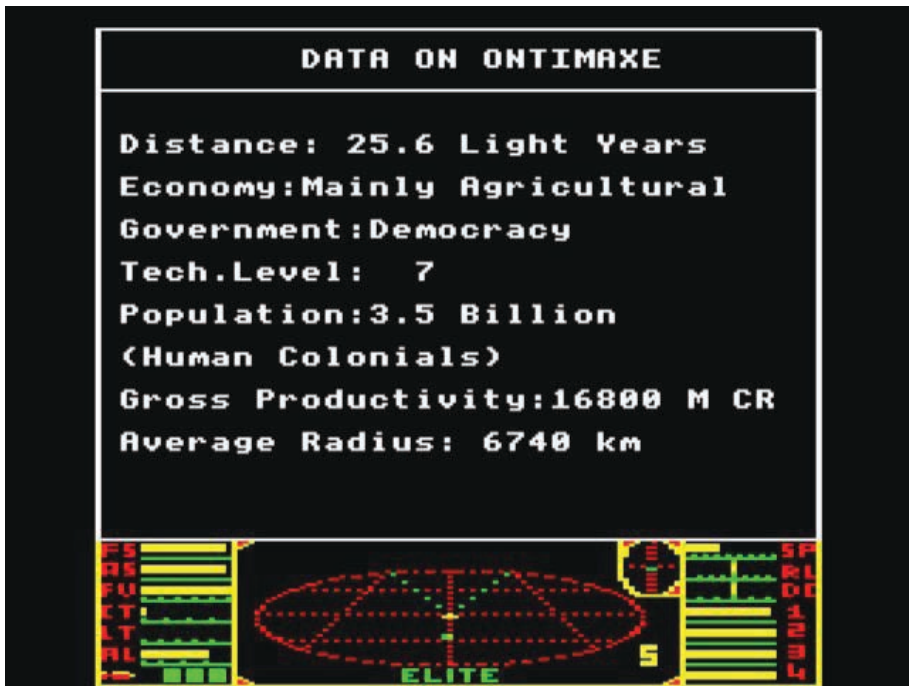 DATA ON ONTIMAXE
Distance: 25.6 Light Years
Economy:Mainly Agricultural
Government:Democracy
Tech.Level:  7
Population:3.5 Billion
(Human Colonials)
Gross Productivity:16800 M CR
Average Radius: 6740 km
FS
AS
FV
CT
LT
AL
SP
RL
DC
1
2
3
4
S
ELITE